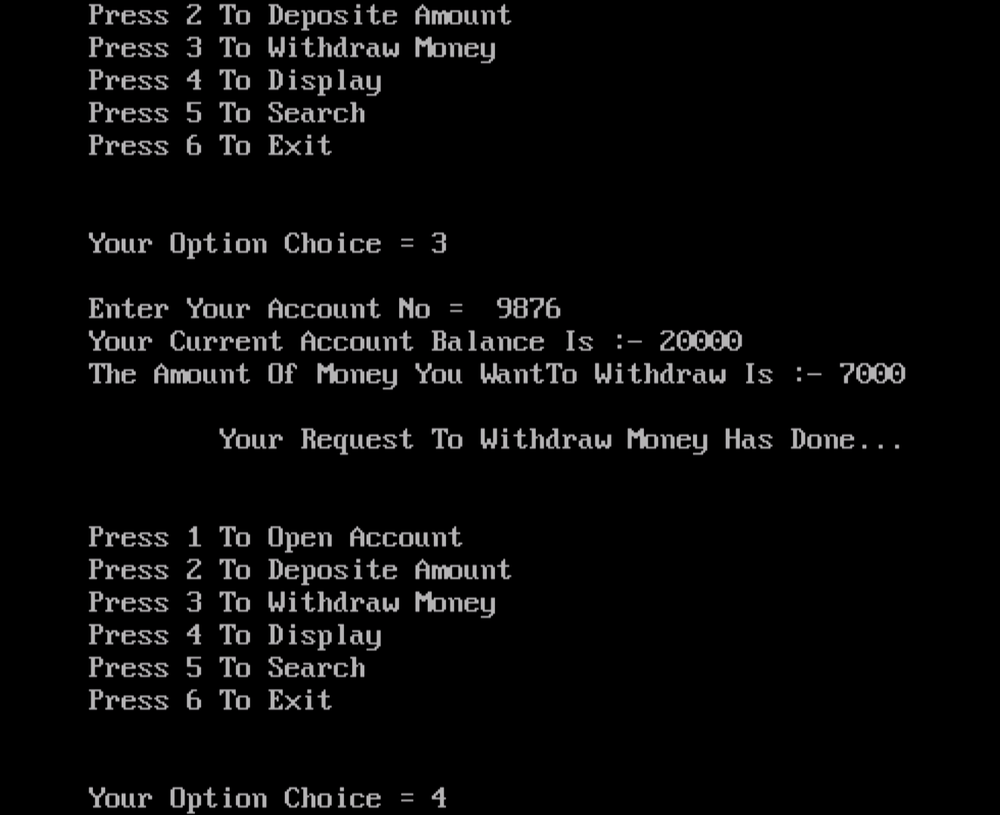 Press 2 To Deposite Amount
Press 3 To Withdraw Money
Press 4 To Display
Press 5 To Search
Press 6 To Exit
Your Option Choice = 3
Enter Your Account No =  9876
Your Current Account Balance Is :- 20000
The Amount Of Money You WantTo Withdraw Is :- 7000
Your Request To Withdraw Money Has Done...
Press 1 To Open Account
Press 2 To Deposite Amount
Press 3 To Withdraw Money
Press 4 To Display
Press 5 To Search
Press 6 To Exit
Your Option Choice = 4